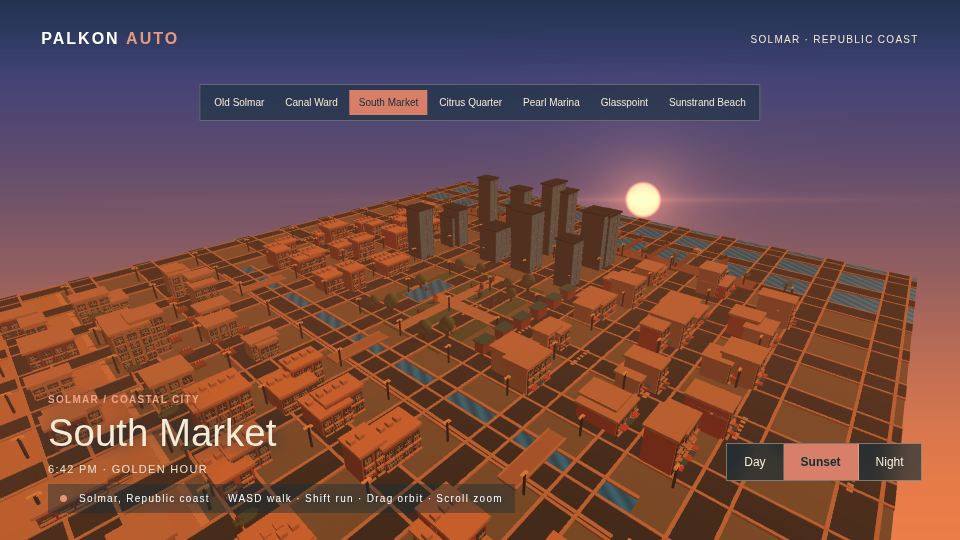 PALKON AUTO
SOLMAR · REPUBLIC COAST
Old Solmar Canal Ward South Market Citrus Quarter Pearl Marina Glasspoint Sunstrand Beach
SOLMAR / COASTAL CITY
South Market
6:42 PM · GOLDEN HOUR
Day Sunset Night
Solmar, Republic coast WASD walk · Shift run · Drag orbit · Scroll zoom